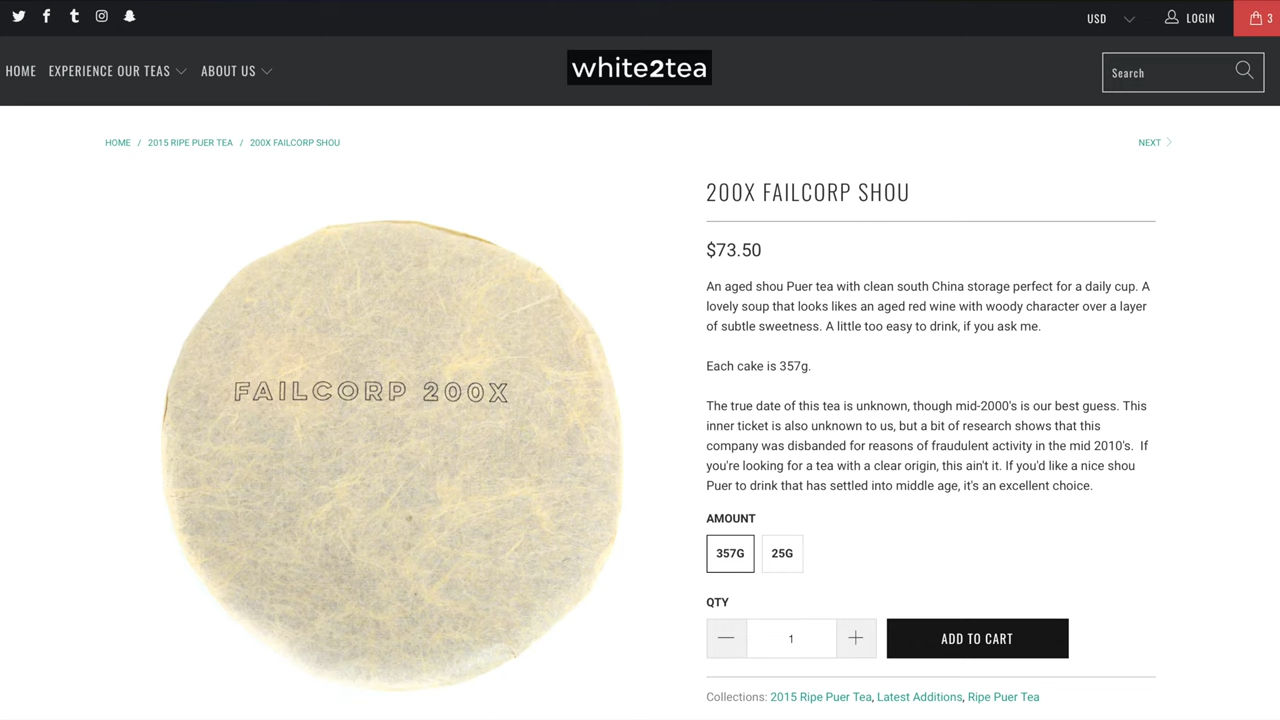 USD
LOGIN
3
HOME
EXPERIENCE OUR TEAS
ABOUT US
white2tea
Search
HOME / 2015 RIPE PUER TEA / 200X FAILCORP SHOU
NEXT
FAILCORP 200X
200X FAILCORP SHOU
$73.50
An aged shou Puer tea with clean south China storage perfect for a daily cup. A
lovely soup that looks likes an aged red wine with woody character over a layer
of subtle sweetness. A little too easy to drink, if you ask me.
Each cake is 357g.
The true date of this tea is unknown, though mid-2000's is our best guess. This
inner ticket is also unknown to us, but a bit of research shows that this
company was disbanded for reasons of fraudulent activity in the mid 2010's. If
you're looking for a tea with a clear origin, this ain't it. If you'd like a nice shou
Puer to drink that has settled into middle age, it's an excellent choice.
AMOUNT
357G
25G
QTY
1
ADD TO CART
Collections: 2015 Ripe Puer Tea, Latest Additions, Ripe Puer Tea